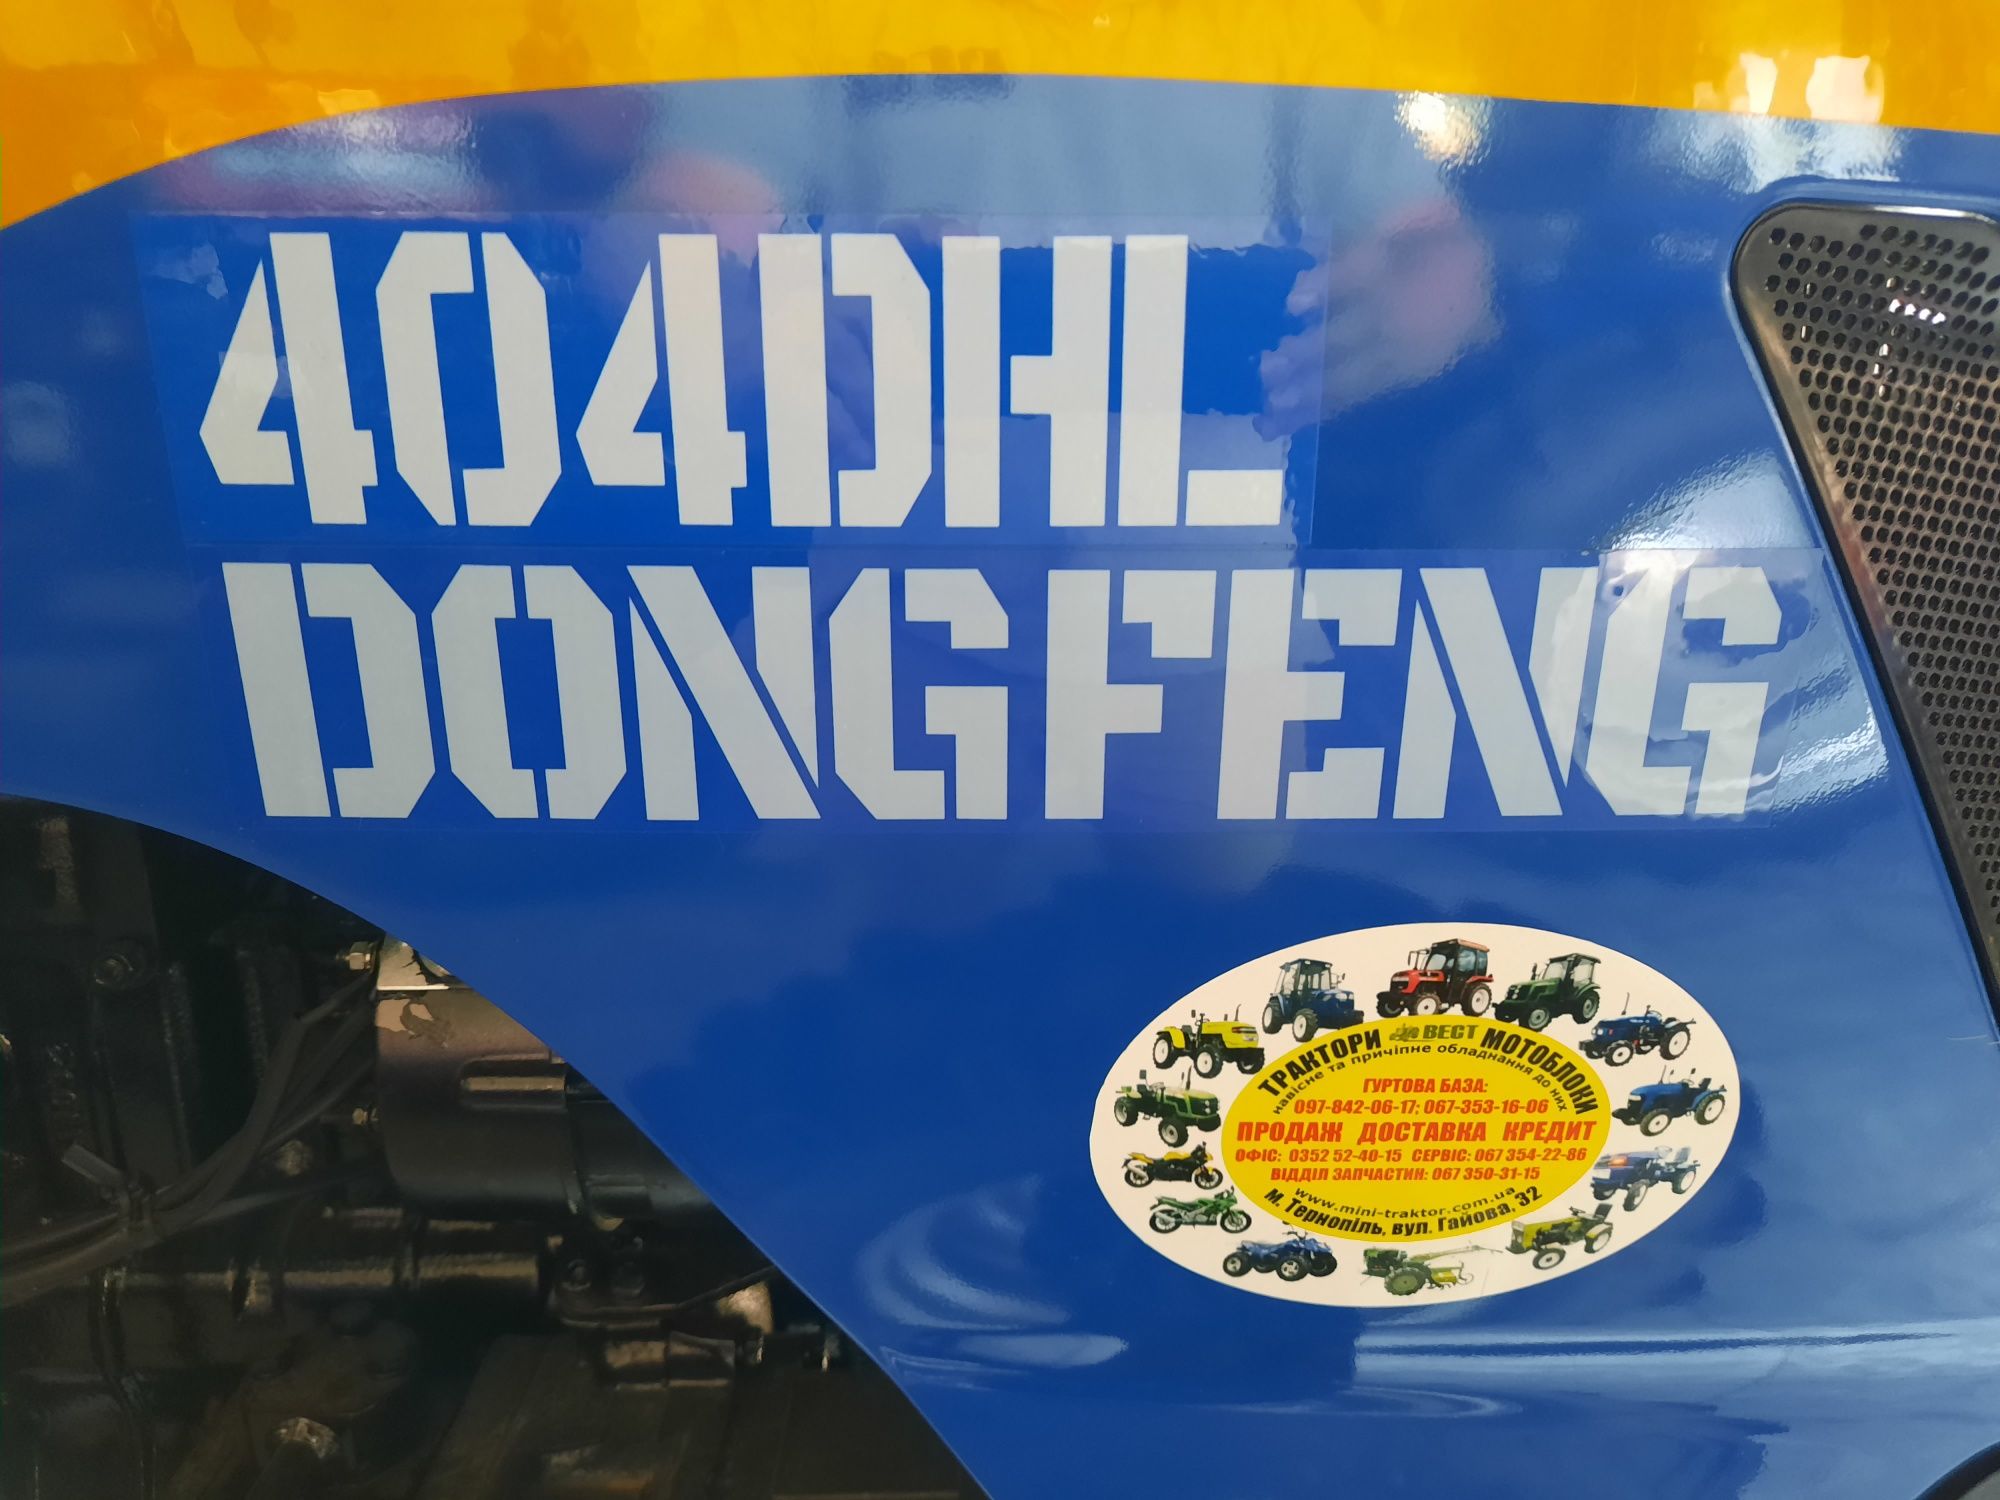 404DHL
DONGFENG
ТРАКТОРИ ВЕСТ МОТОБЛОКИ
навісне та причіпне обладнання до них
ГУРТОВА БАЗА:
097-842-06-17; 067-353-16-06
ПРОДАЖ ДОСТАВКА КРЕДИТ
ОФІС: 0352 52-40-15 СЕРВІС: 067 354-22-86
ВІДДІЛ ЗАПЧАСТИН: 067 350-31-15
www.mini-traktor.com.ua
м. Тернопіль, вул. Гайова, 32